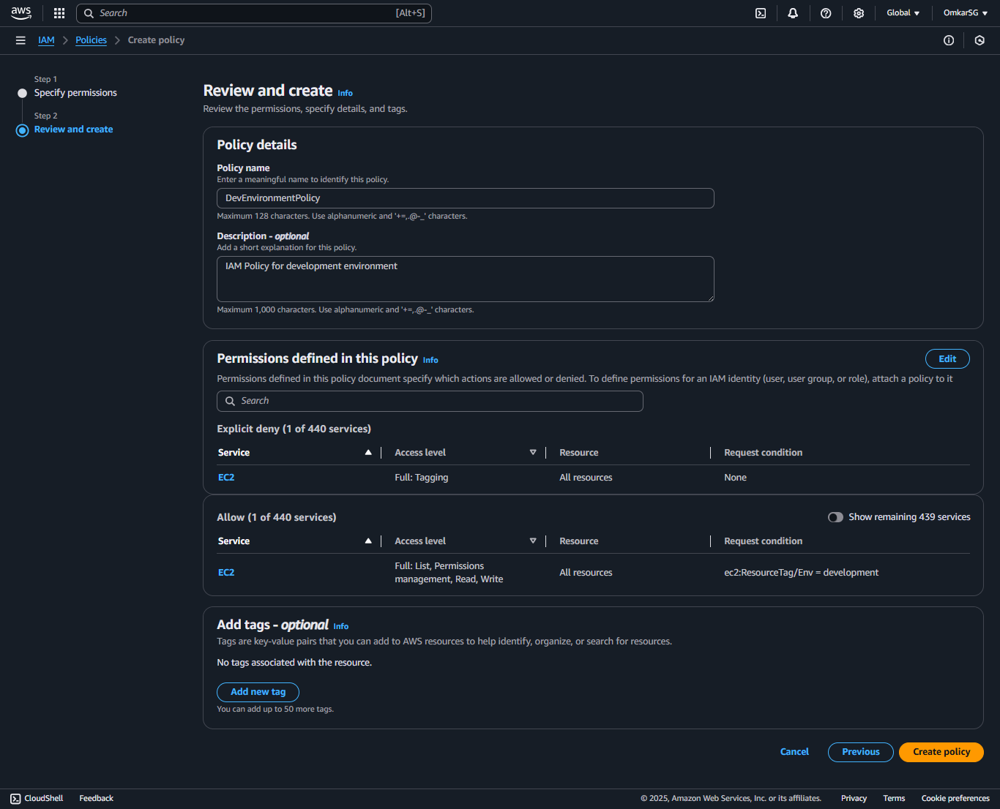 aws
Search [Alt+S]
Global
OmkarSG
IAM > Policies > Create policy
Step 1
Specify permissions
Step 2
Review and create
Review and create Info
Review the permissions, specify details, and tags.
Policy details
Policy name
Enter a meaningful name to identify this policy.
DevEnvironmentPolicy
Maximum 128 characters. Use alphanumeric and '+=,.@-_' characters.
Description - optional
Add a short explanation for this policy.
IAM Policy for development environment
Maximum 1,000 characters. Use alphanumeric and '+=,.@-_' characters.
Permissions defined in this policy Info
Edit
Permissions defined in this policy document specify which actions are allowed or denied. To define permissions for an IAM identity (user, user group, or role), attach a policy to it
Search
Explicit deny (1 of 440 services)
Service Access level Resource Request condition
EC2 Full: Tagging All resources None
Allow (1 of 440 services)
Show remaining 439 services
Service Access level Resource Request condition
EC2 Full: List, Permissions management, Read, Write All resources ec2:ResourceTag/Env = development
Add tags - optional Info
Tags are key-value pairs that you can add to AWS resources to help identify, organize, or search for resources.
No tags associated with the resource.
Add new tag
You can add up to 50 more tags.
Cancel Previous Create policy
CloudShell Feedback © 2025, Amazon Web Services, Inc. or its affiliates. Privacy Terms Cookie preferences